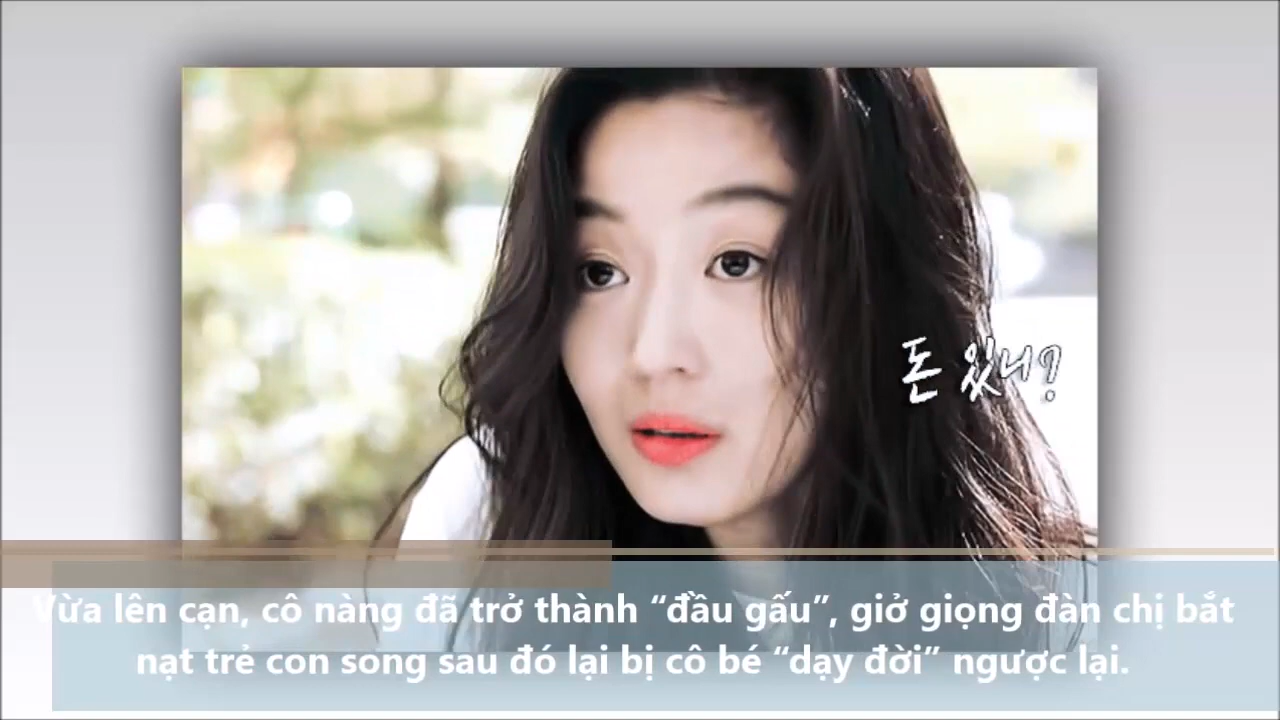 돈 있니?
Vừa lên cạn, cô nàng đã trở thành “đầu gấu”, giở giọng đàn chị bắt
nạt trẻ con song sau đó lại bị cô bé “dạy đời” ngược lại.